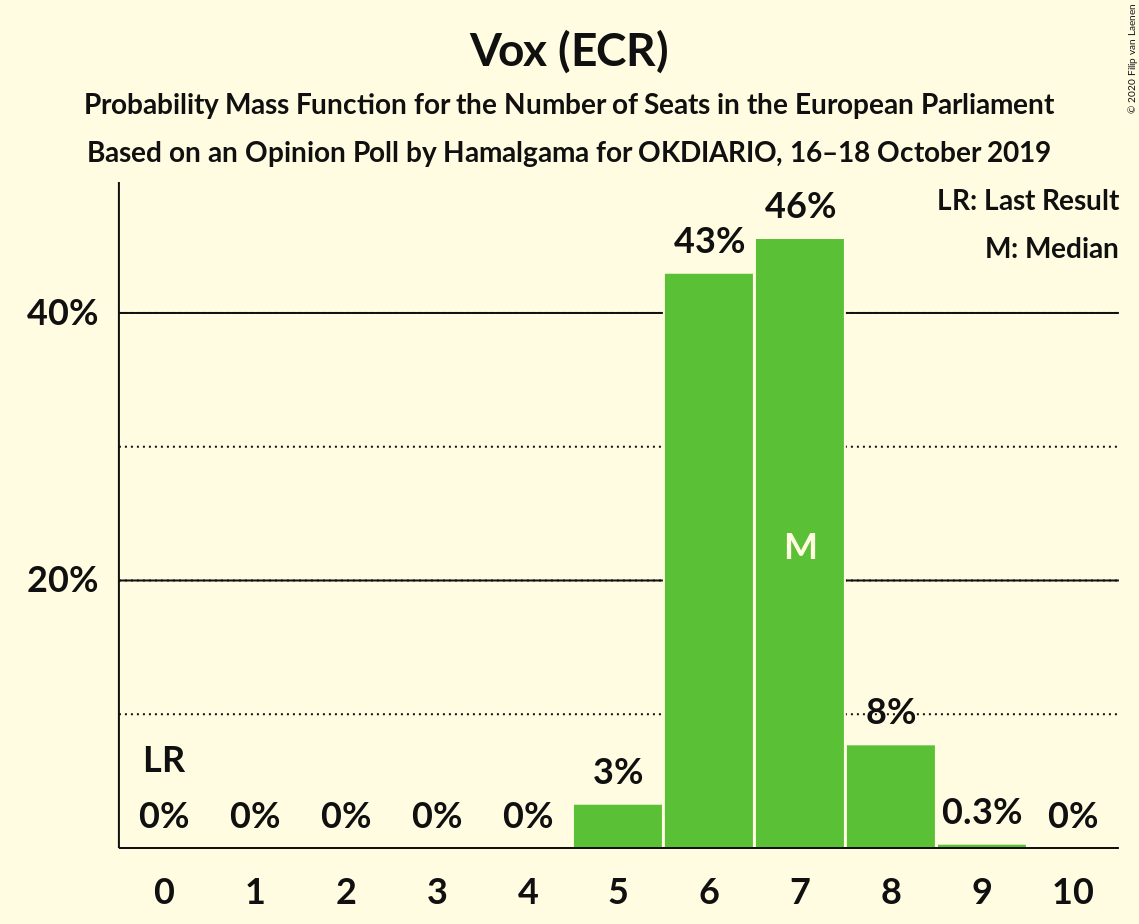 Vox (ECR)
Probability Mass Function for the Number of Seats in the European Parliament
Based on an Opinion Poll by Hamalgama for OKDIARIO, 16–18 October 2019
© 2020 Filip van Laenen
LR: Last Result
M: Median
46%
43%
40%
M
20%
8%
LR
3%
0% 0% 0% 0% 0% 0.3% 0%
0 1 2 3 4 5 6 7 8 9 10